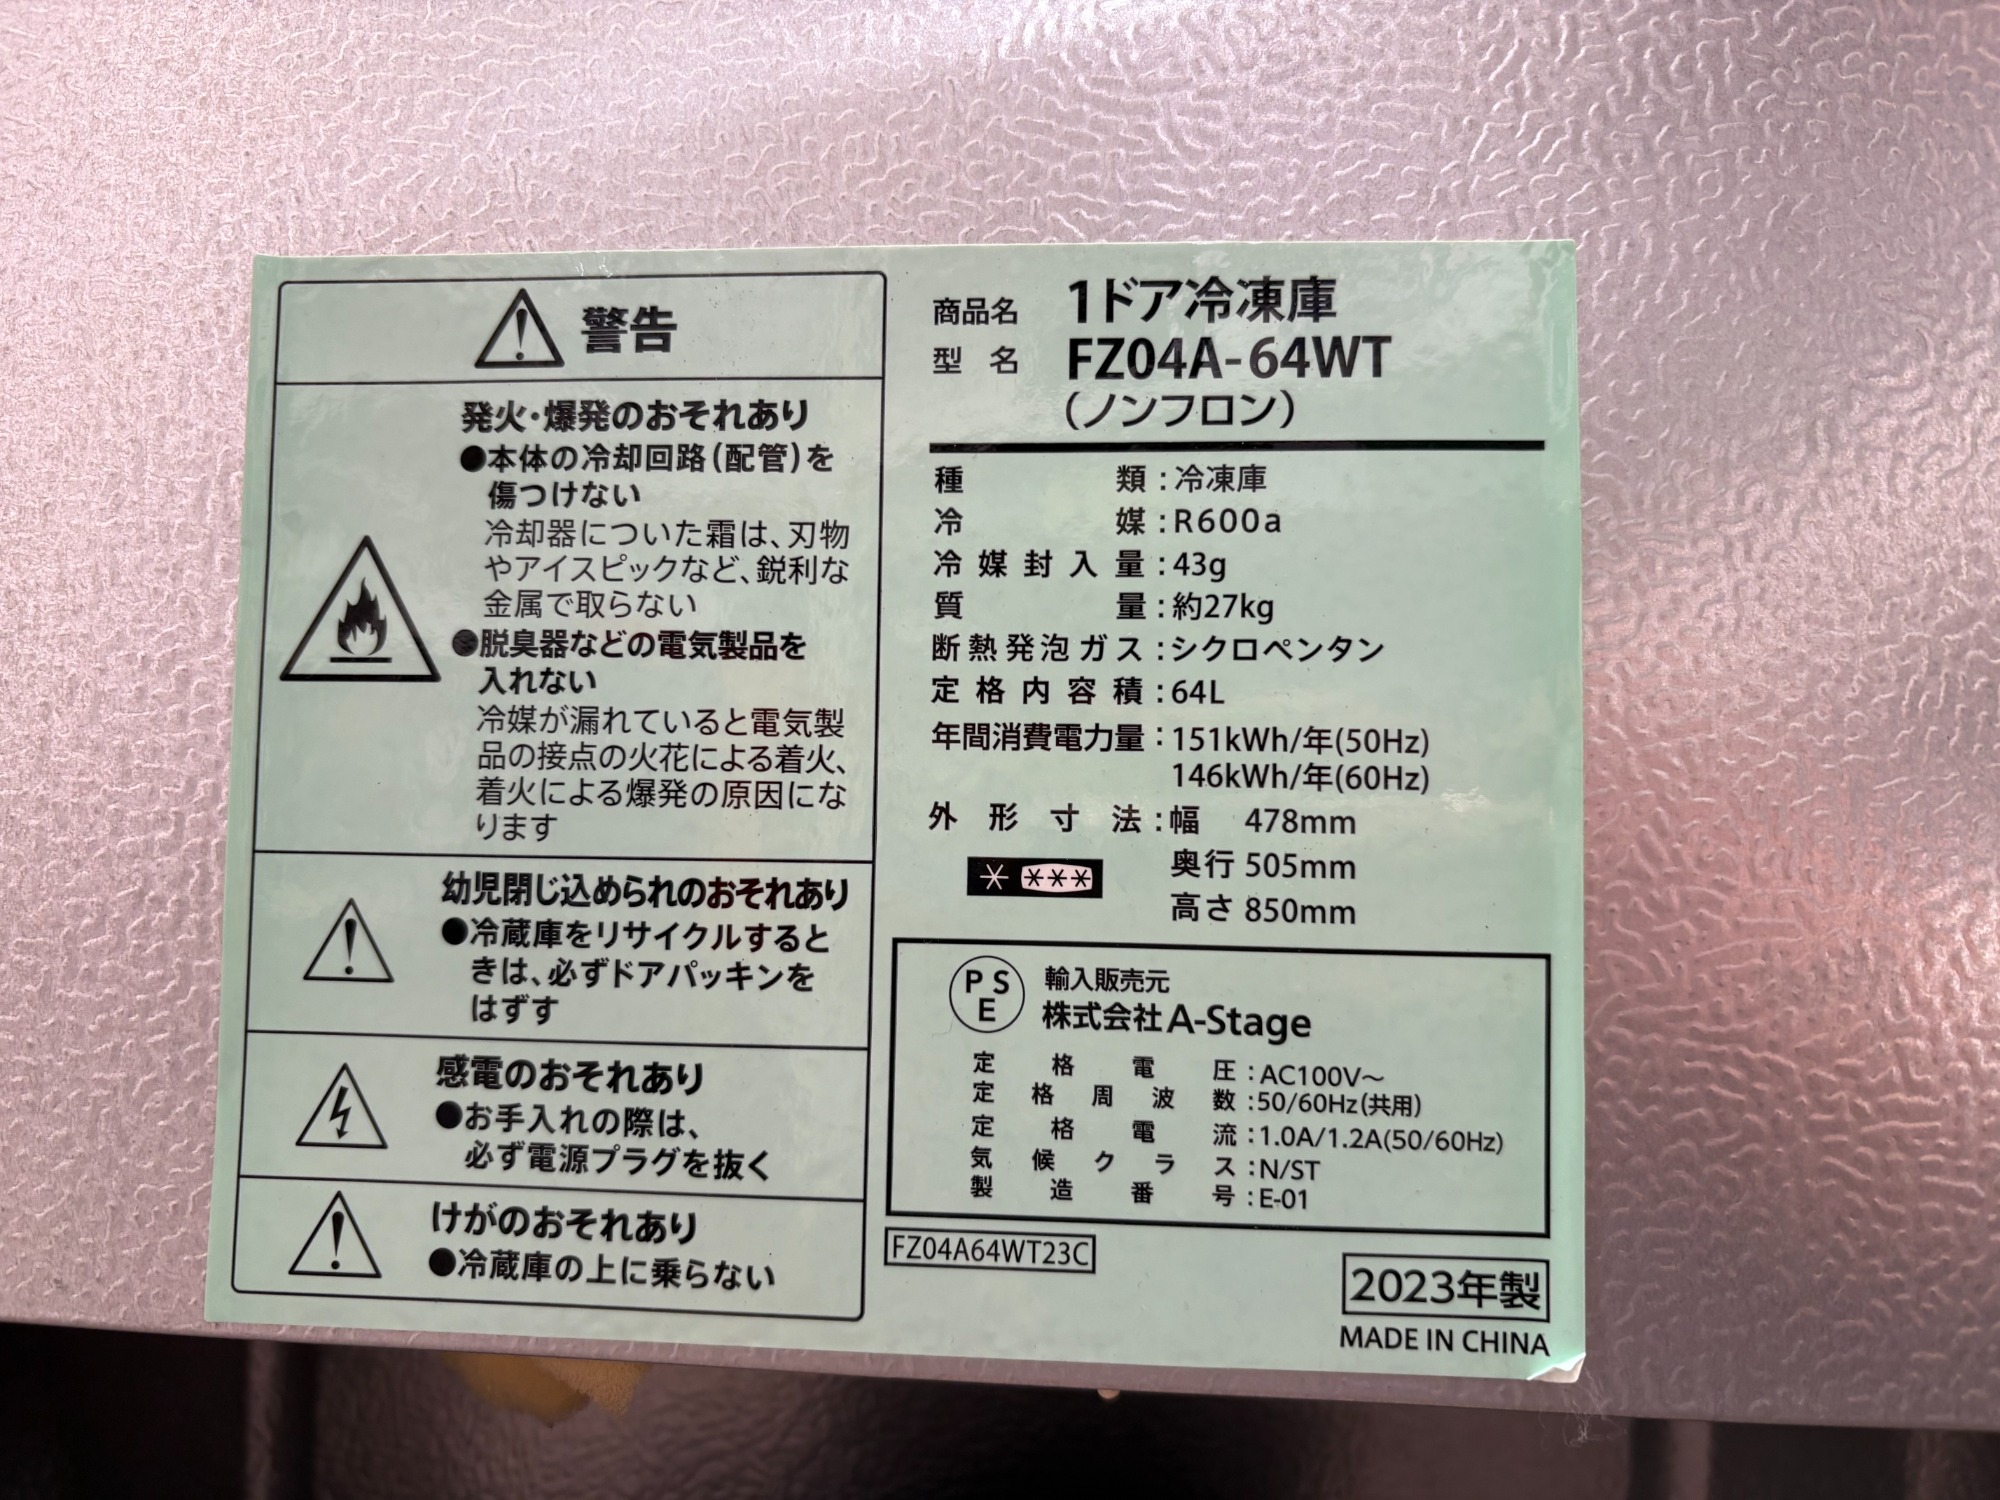 警告
発火・爆発のおそれあり
●本体の冷却回路(配管)を
傷つけない
冷却器についた霜は、刃物
やアイスピックなど、鋭利な
金属で取らない
●脱臭器などの電気製品を
入れない
冷媒が漏れていると電気製
品の接点の火花による着火、
着火による爆発の原因にな
ります
幼児閉じ込められのおそれあり
●冷蔵庫をリサイクルすると
きは、必ずドアパッキンを
はずす
感電のおそれあり
●お手入れの際は、
必ず電源プラグを抜く
けがのおそれあり
●冷蔵庫の上に乗らない
商品名 1ドア冷凍庫
型名 FZ04A-64WT
(ノンフロン)
種類:冷凍庫
冷媒:R600a
冷媒封入量:43g
質量:約27kg
断熱発泡ガス:シクロペンタン
定格内容積:64L
年間消費電力量:151kWh/年(50Hz)
146kWh/年(60Hz)
外形寸法:幅 478mm
奥行 505mm
高さ 850mm
PS
E
輸入販売元
株式会社A-Stage
定格電圧:AC100V～
定格周波数:50/60Hz(共用)
定格電流:1.0A/1.2A(50/60Hz)
気候クラス:N/ST
製造番号:E-01
FZ04A64WT23C
2023年製
MADE IN CHINA